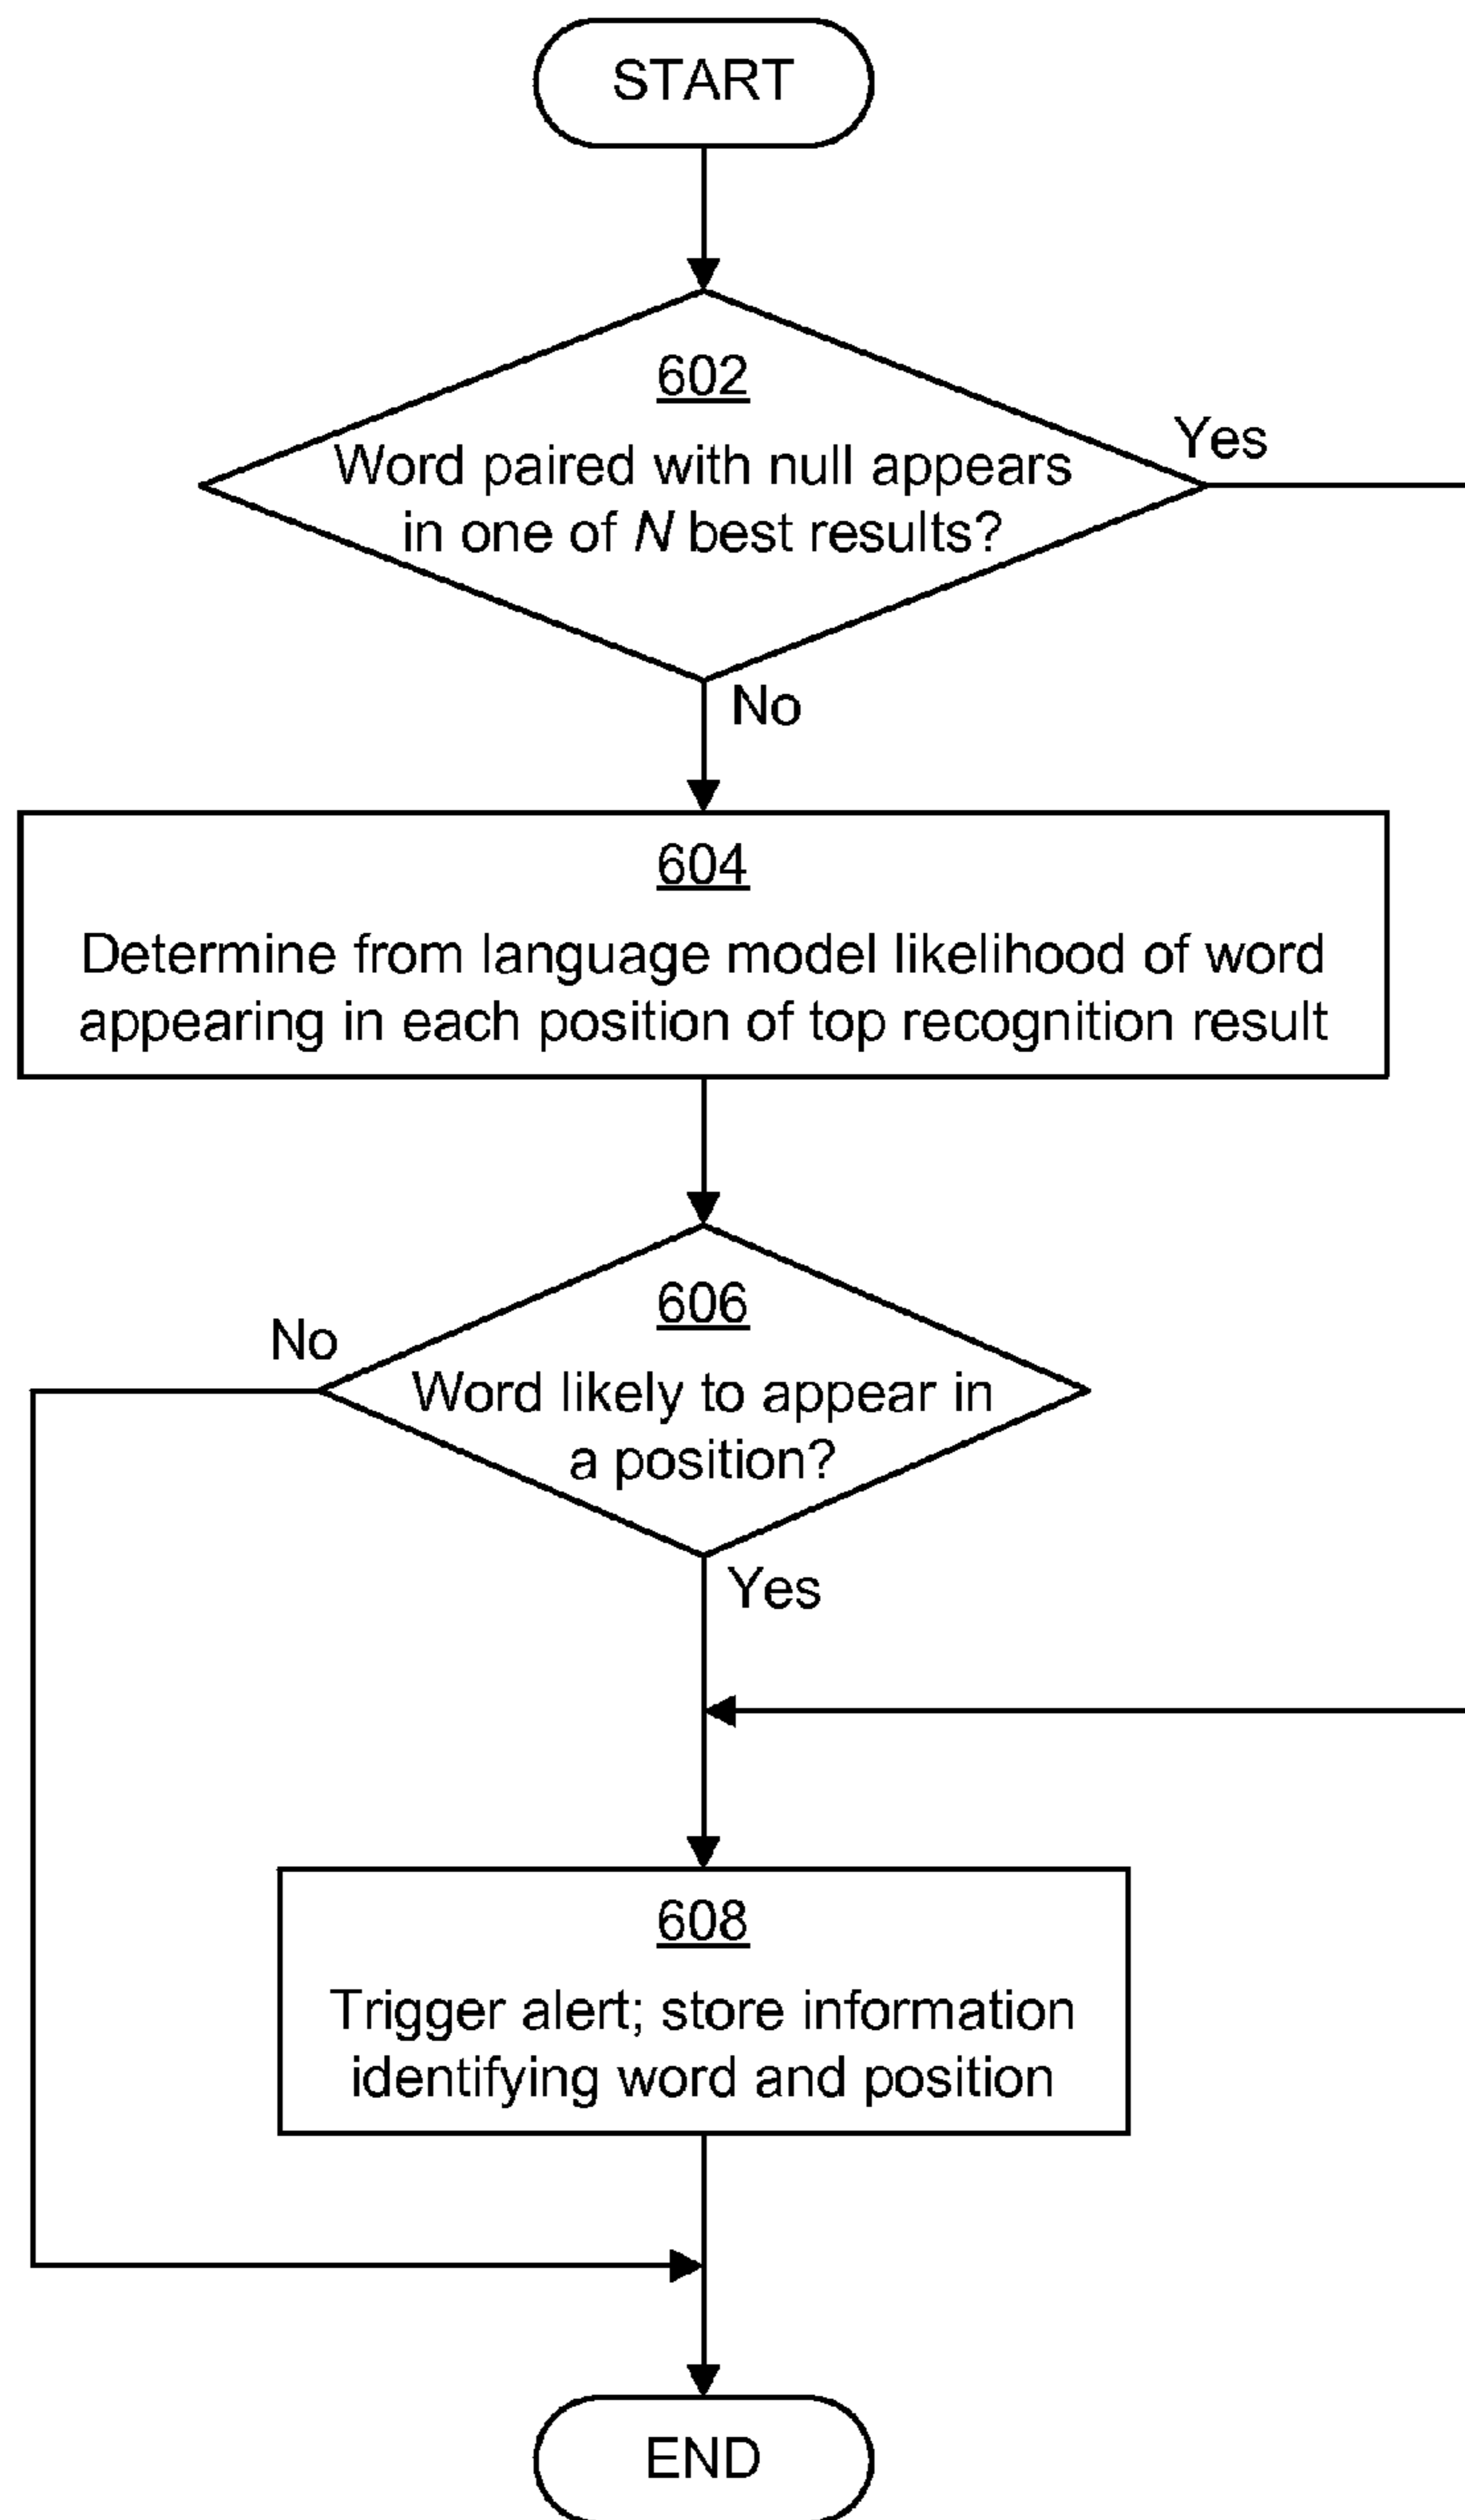 START
602
Word paired with null appears
in one of N best results?
Yes
No
604
Determine from language model likelihood of word
appearing in each position of top recognition result
606
Word likely to appear in
a position?
No
Yes
608
Trigger alert; store information
identifying word and position
END